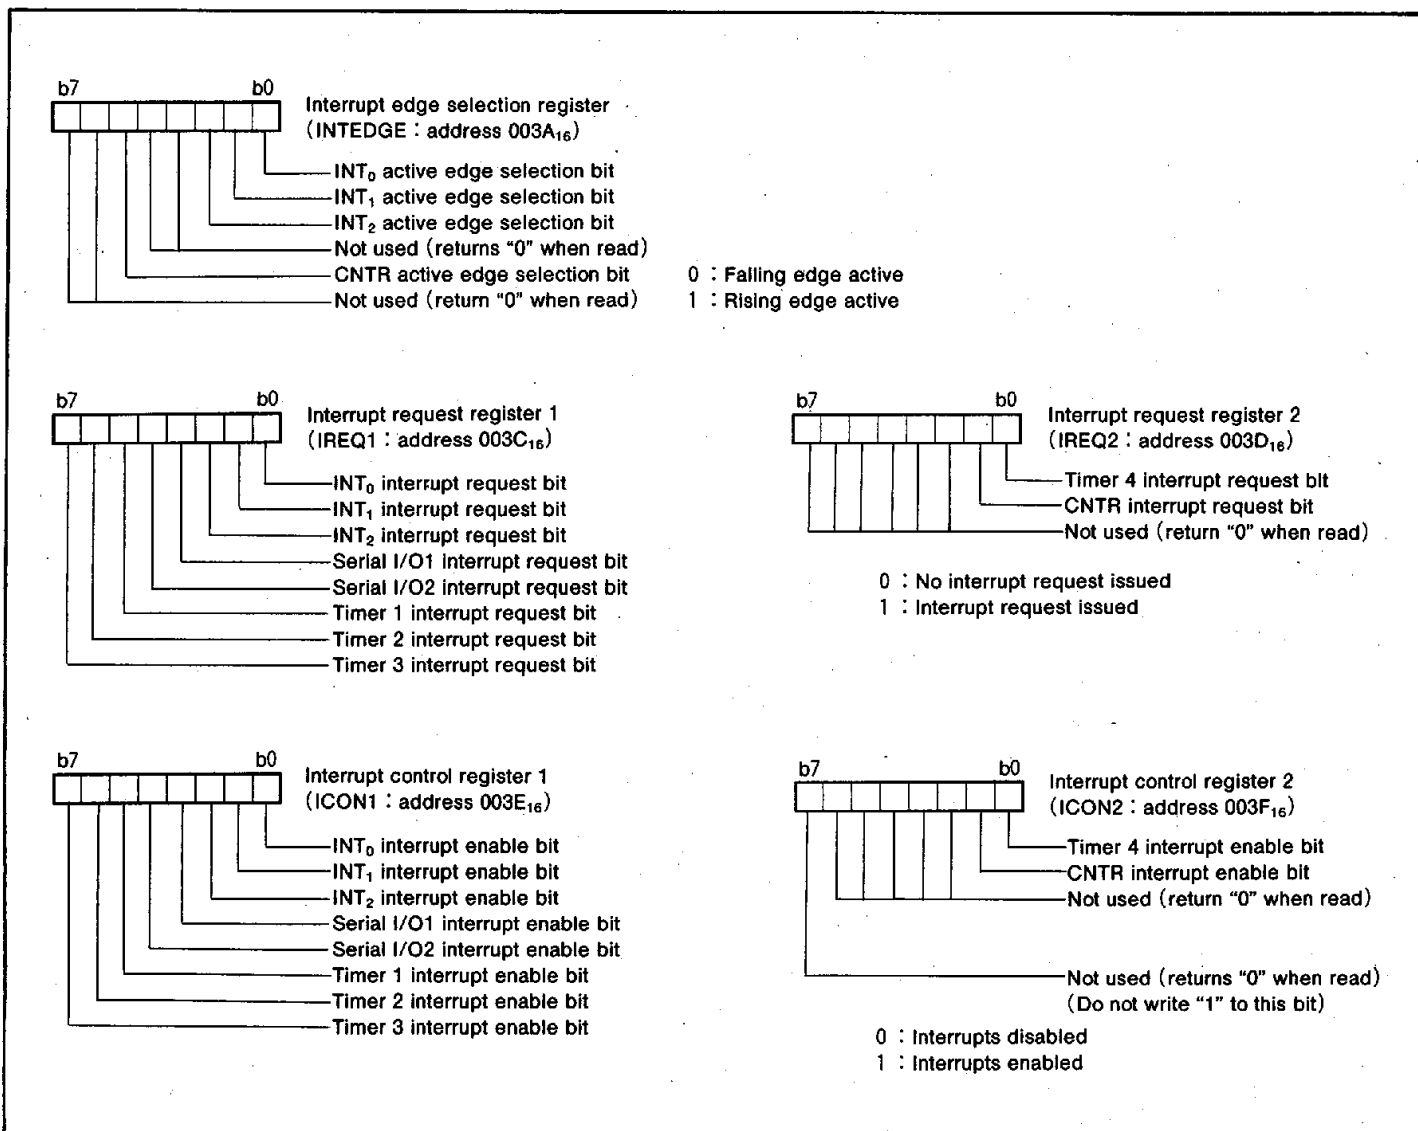 b7 b0
Interrupt edge selection register
(INTEDGE : address 003A₁₆)
INT₀ active edge selection bit
INT₁ active edge selection bit
INT₂ active edge selection bit
Not used (returns “0” when read)
CNTR active edge selection bit
Not used (return “0” when read)
0 : Falling edge active
1 : Rising edge active
b7 b0
Interrupt request register 1
(IREQ1 : address 003C₁₆)
INT₀ interrupt request bit
INT₁ interrupt request bit
INT₂ interrupt request bit
Serial I/O1 interrupt request bit
Serial I/O2 interrupt request bit
Timer 1 interrupt request bit
Timer 2 interrupt request bit
Timer 3 interrupt request bit
b7 b0
Interrupt request register 2
(IREQ2 : address 003D₁₆)
Timer 4 interrupt request bit
CNTR interrupt request bit
Not used (return “0” when read)
0 : No interrupt request issued
1 : Interrupt request issued
b7 b0
Interrupt control register 1
(ICON1 : address 003E₁₆)
INT₀ interrupt enable bit
INT₁ interrupt enable bit
INT₂ interrupt enable bit
Serial I/O1 interrupt enable bit
Serial I/O2 interrupt enable bit
Timer 1 interrupt enable bit
Timer 2 interrupt enable bit
Timer 3 interrupt enable bit
b7 b0
Interrupt control register 2
(ICON2 : address 003F₁₆)
Timer 4 interrupt enable bit
CNTR interrupt enable bit
Not used (return “0” when read)
Not used (returns “0” when read)
(Do not write “1” to this bit)
0 : Interrupts disabled
1 : Interrupts enabled